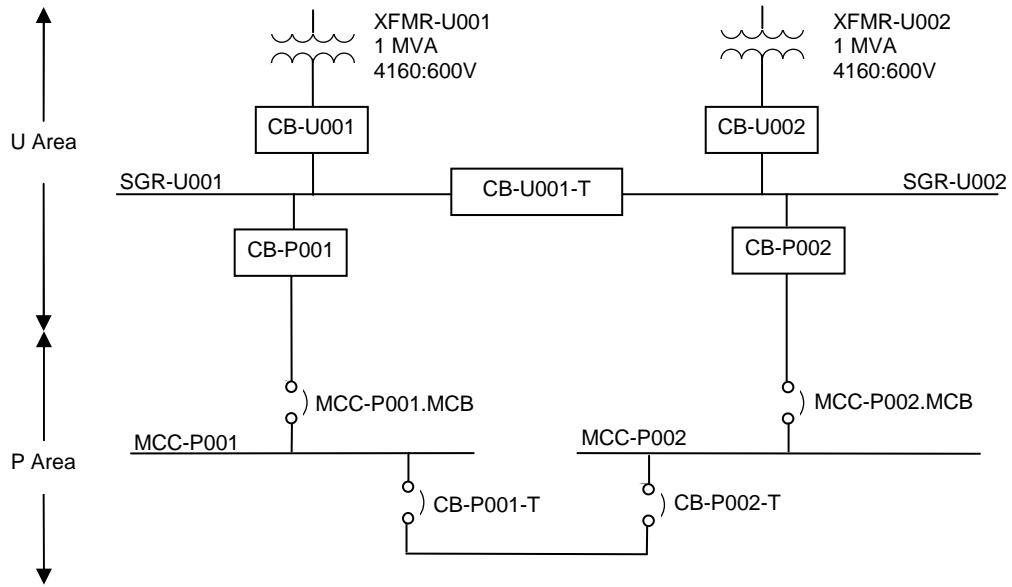 XFMR-U001
1 MVA
4160:600V
XFMR-U002
1 MVA
4160:600V
CB-U001
CB-U002
U Area
SGR-U001
CB-U001-T
SGR-U002
CB-P001
CB-P002
MCC-P001.MCB
MCC-P002.MCB
MCC-P001
MCC-P002
P Area
CB-P001-T
CB-P002-T